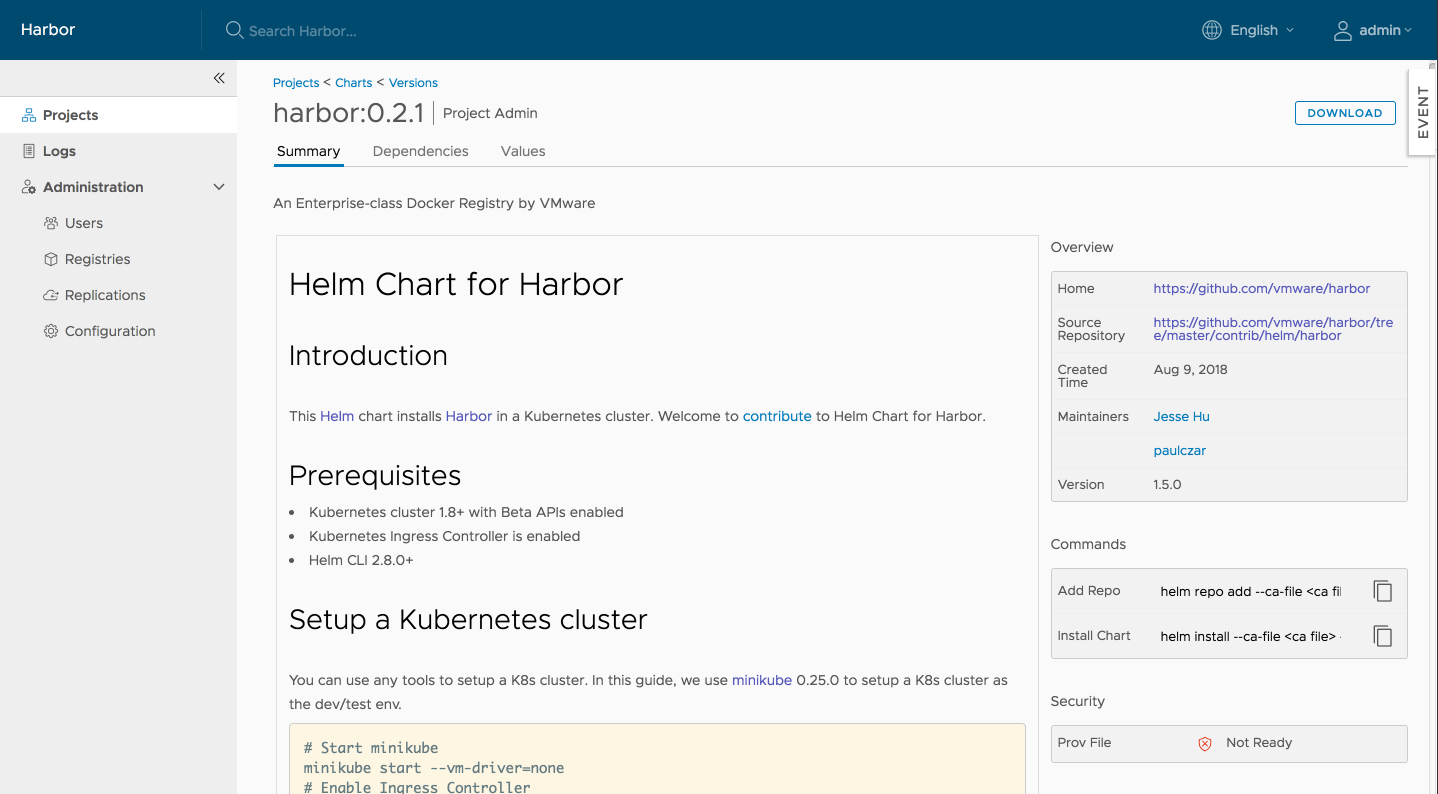 Harbor
Search Harbor...
English
admin
Projects
Logs
Administration
Users
Registries
Replications
Configuration
Projects < Charts < Versions
harbor:0.2.1 Project Admin
DOWNLOAD
EVENT
Summary Dependencies Values
An Enterprise-class Docker Registry by VMware
Helm Chart for Harbor
Introduction
This Helm chart installs Harbor in a Kubernetes cluster. Welcome to contribute to Helm Chart for Harbor.
Prerequisites
• Kubernetes cluster 1.8+ with Beta APIs enabled
• Kubernetes Ingress Controller is enabled
• Helm CLI 2.8.0+
Setup a Kubernetes cluster
You can use any tools to setup a K8s cluster. In this guide, we use minikube 0.25.0 to setup a K8s cluster as
the dev/test env.
# Start minikube
minikube start --vm-driver=none
# Enable Ingress Controller
Overview
Home https://github.com/vmware/harbor
Source https://github.com/vmware/harbor/tre
Repository e/master/contrib/helm/harbor
Created Aug 9, 2018
Time
Maintainers Jesse Hu
paulczar
Version 1.5.0
Commands
Add Repo helm repo add --ca-file <ca fil
Install Chart helm install --ca-file <ca file> -
Security
Prov File Not Ready